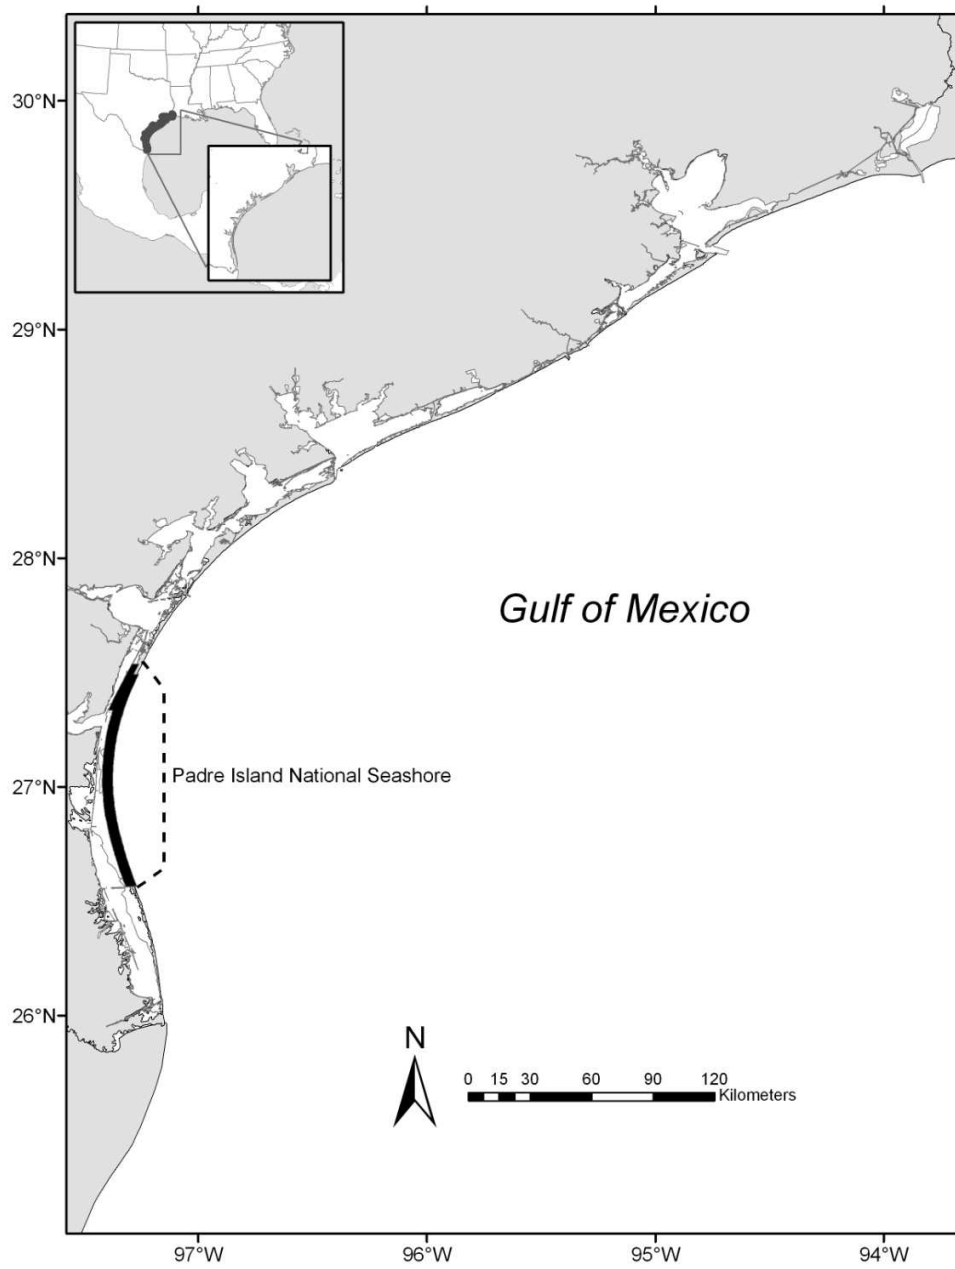 30°N
29°N
28°N
27°N
26°N
Gulf of Mexico
Padre Island National Seashore
N
0 15 30 60 90 120
Kilometers
97°W 96°W 95°W 94°W